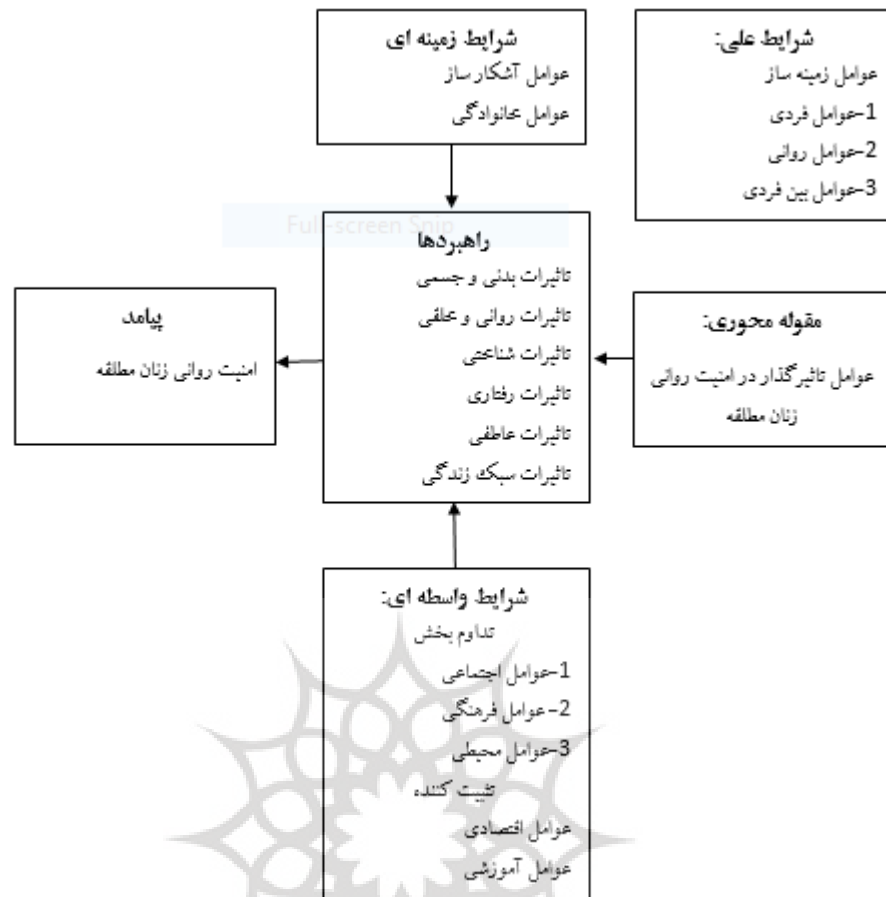 شرایط علی:
عوامل زمینه ساز
1-عوامل فردی
2-عوامل روانی
3-عوامل بین فردی
شرایط زمینه ای
عوامل آشکار ساز
عوامل خانوادگی
Full-screen Snip
مقوله محوری:
عوامل تاثیرگذار در امنیت روانی
زنان مطلقه
راهبردها
تاثیرات بدنی و جسمی
تاثیرات روانی و خلقی
تاثیرات شناختی
تاثیرات رفتاری
تاثیرات عاطفی
تاثیرات سبک زندگی
پیامد
امنیت روانی زنان مطلقه
شرایط واسطه ای:
تداوم بخش
1-عوامل اجتماعی
2-عوامل فرهنگی
3-عوامل محیطی
تثبیت کننده
عوامل اقتصادی
عوامل آموزشی